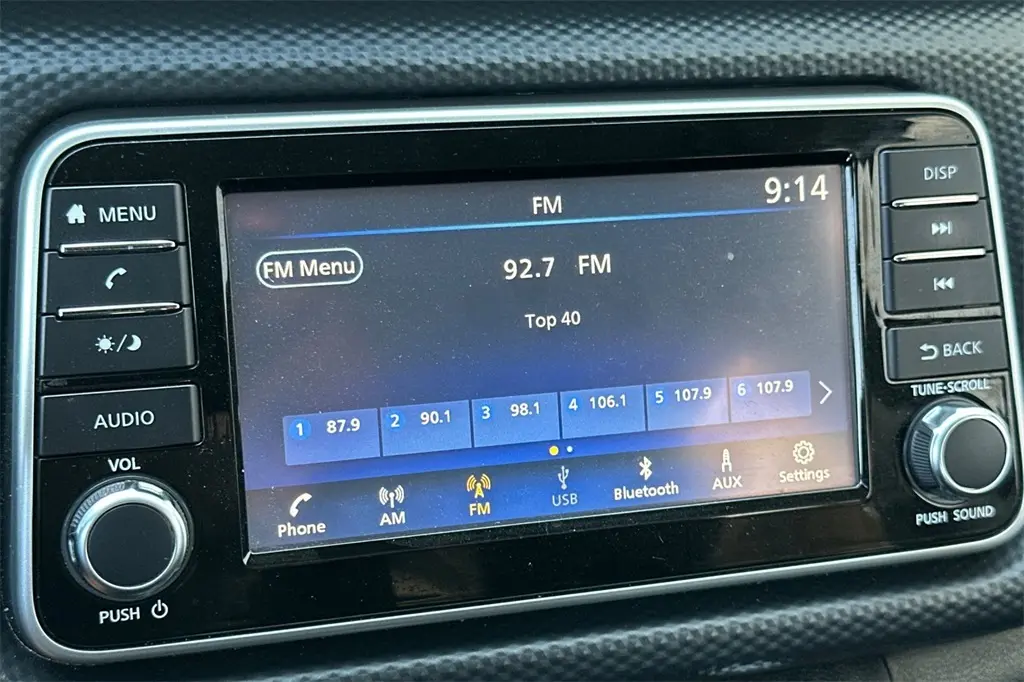 MENU
AUDIO
VOL
PUSH
FM
9:14
FM Menu
92.7 FM
Top 40
1 87.9 2 90.1 3 98.1 4 106.1 5 107.9 6 107.9
Phone AM FM USB Bluetooth AUX Settings
DISP
BACK
TUNE-SCROLL
PUSH SOUND